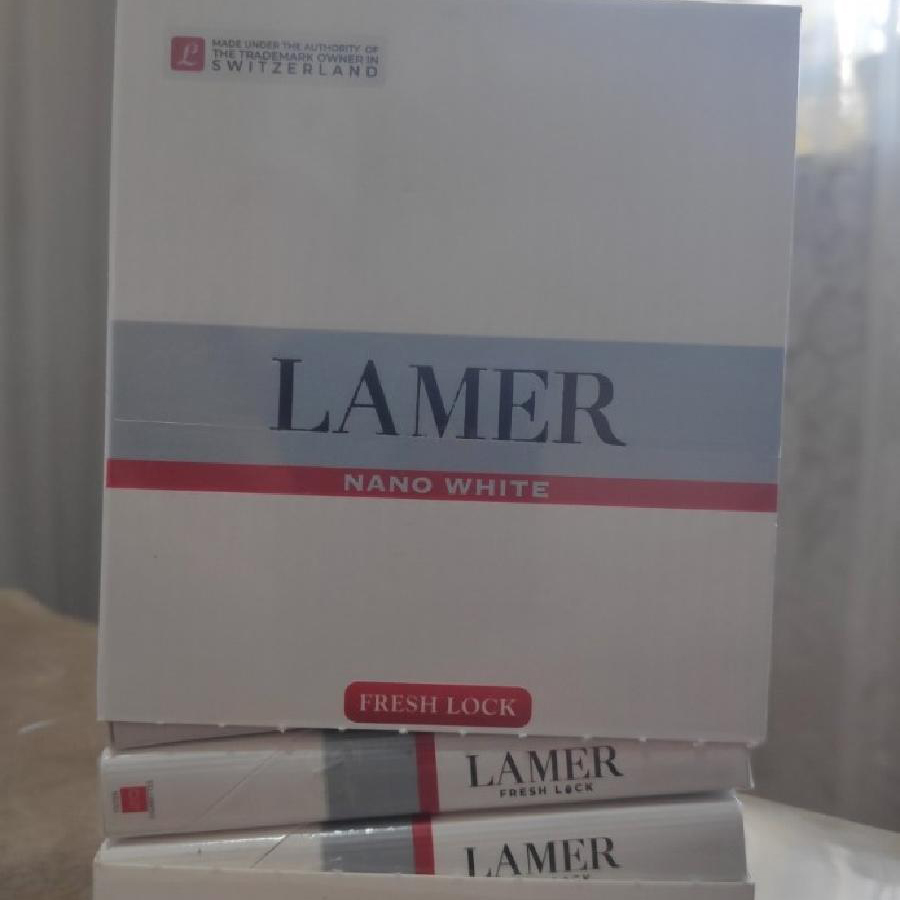 L
MADE UNDER THE AUTHORITY OF
THE TRADEMARK OWNER IN
SWITZERLAND
LAMER
NANO WHITE
FRESH LOCK
LAMER
FRESH LOCK
LAMER